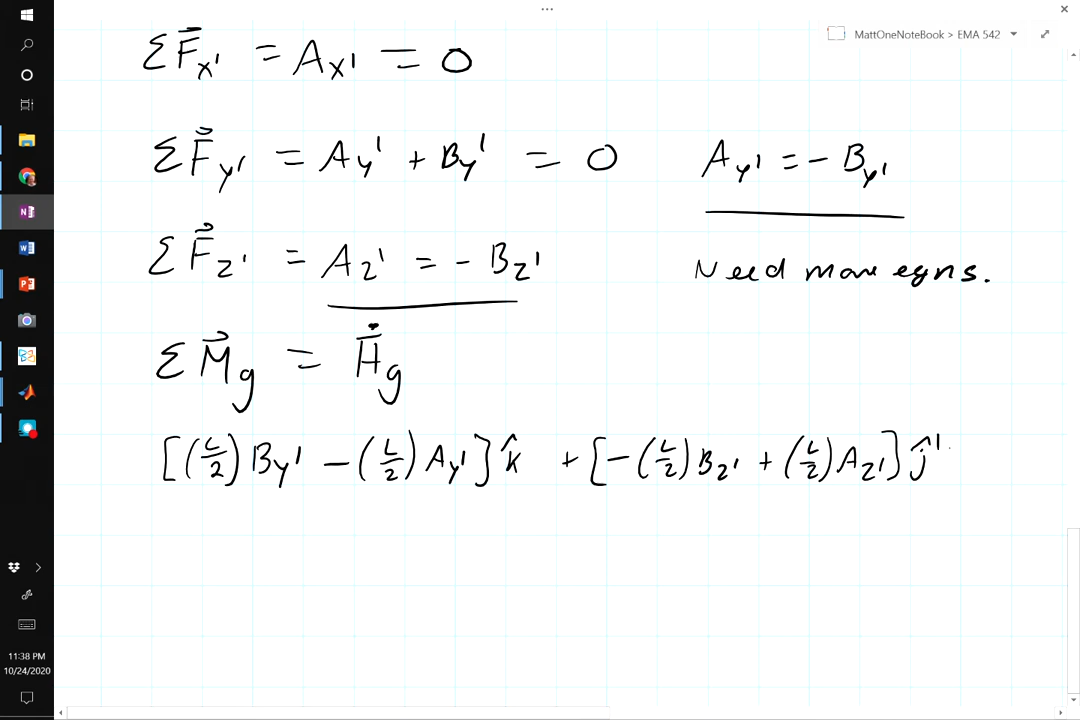 MattOneNoteBook > EMA 542
ΣF⃗x' = Ax' = 0
ΣF⃗y' = Ay' + By' = 0    Ay' = - By'
ΣF⃗z' = Az' = - Bz'    Need more eqns.
ΣM⃗g = H⃗̇g
[(L/2) By' - (L/2) Ay'] k̂ + [-(L/2) Bz' + (L/2) Az'] ĵ'
11:38 PM
10/24/2020